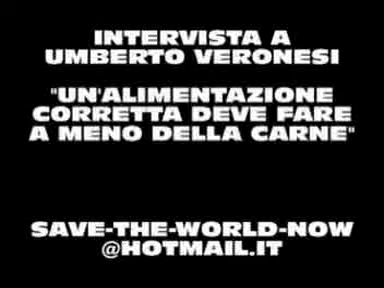 INTERVISTA A
UMBERTO VERONESI
"UN'ALIMENTAZIONE
CORRETTA DEVE FARE
A MENO DELLA CARNE"
SAVE-THE-WORLD-NOW
@HOTMAIL.IT